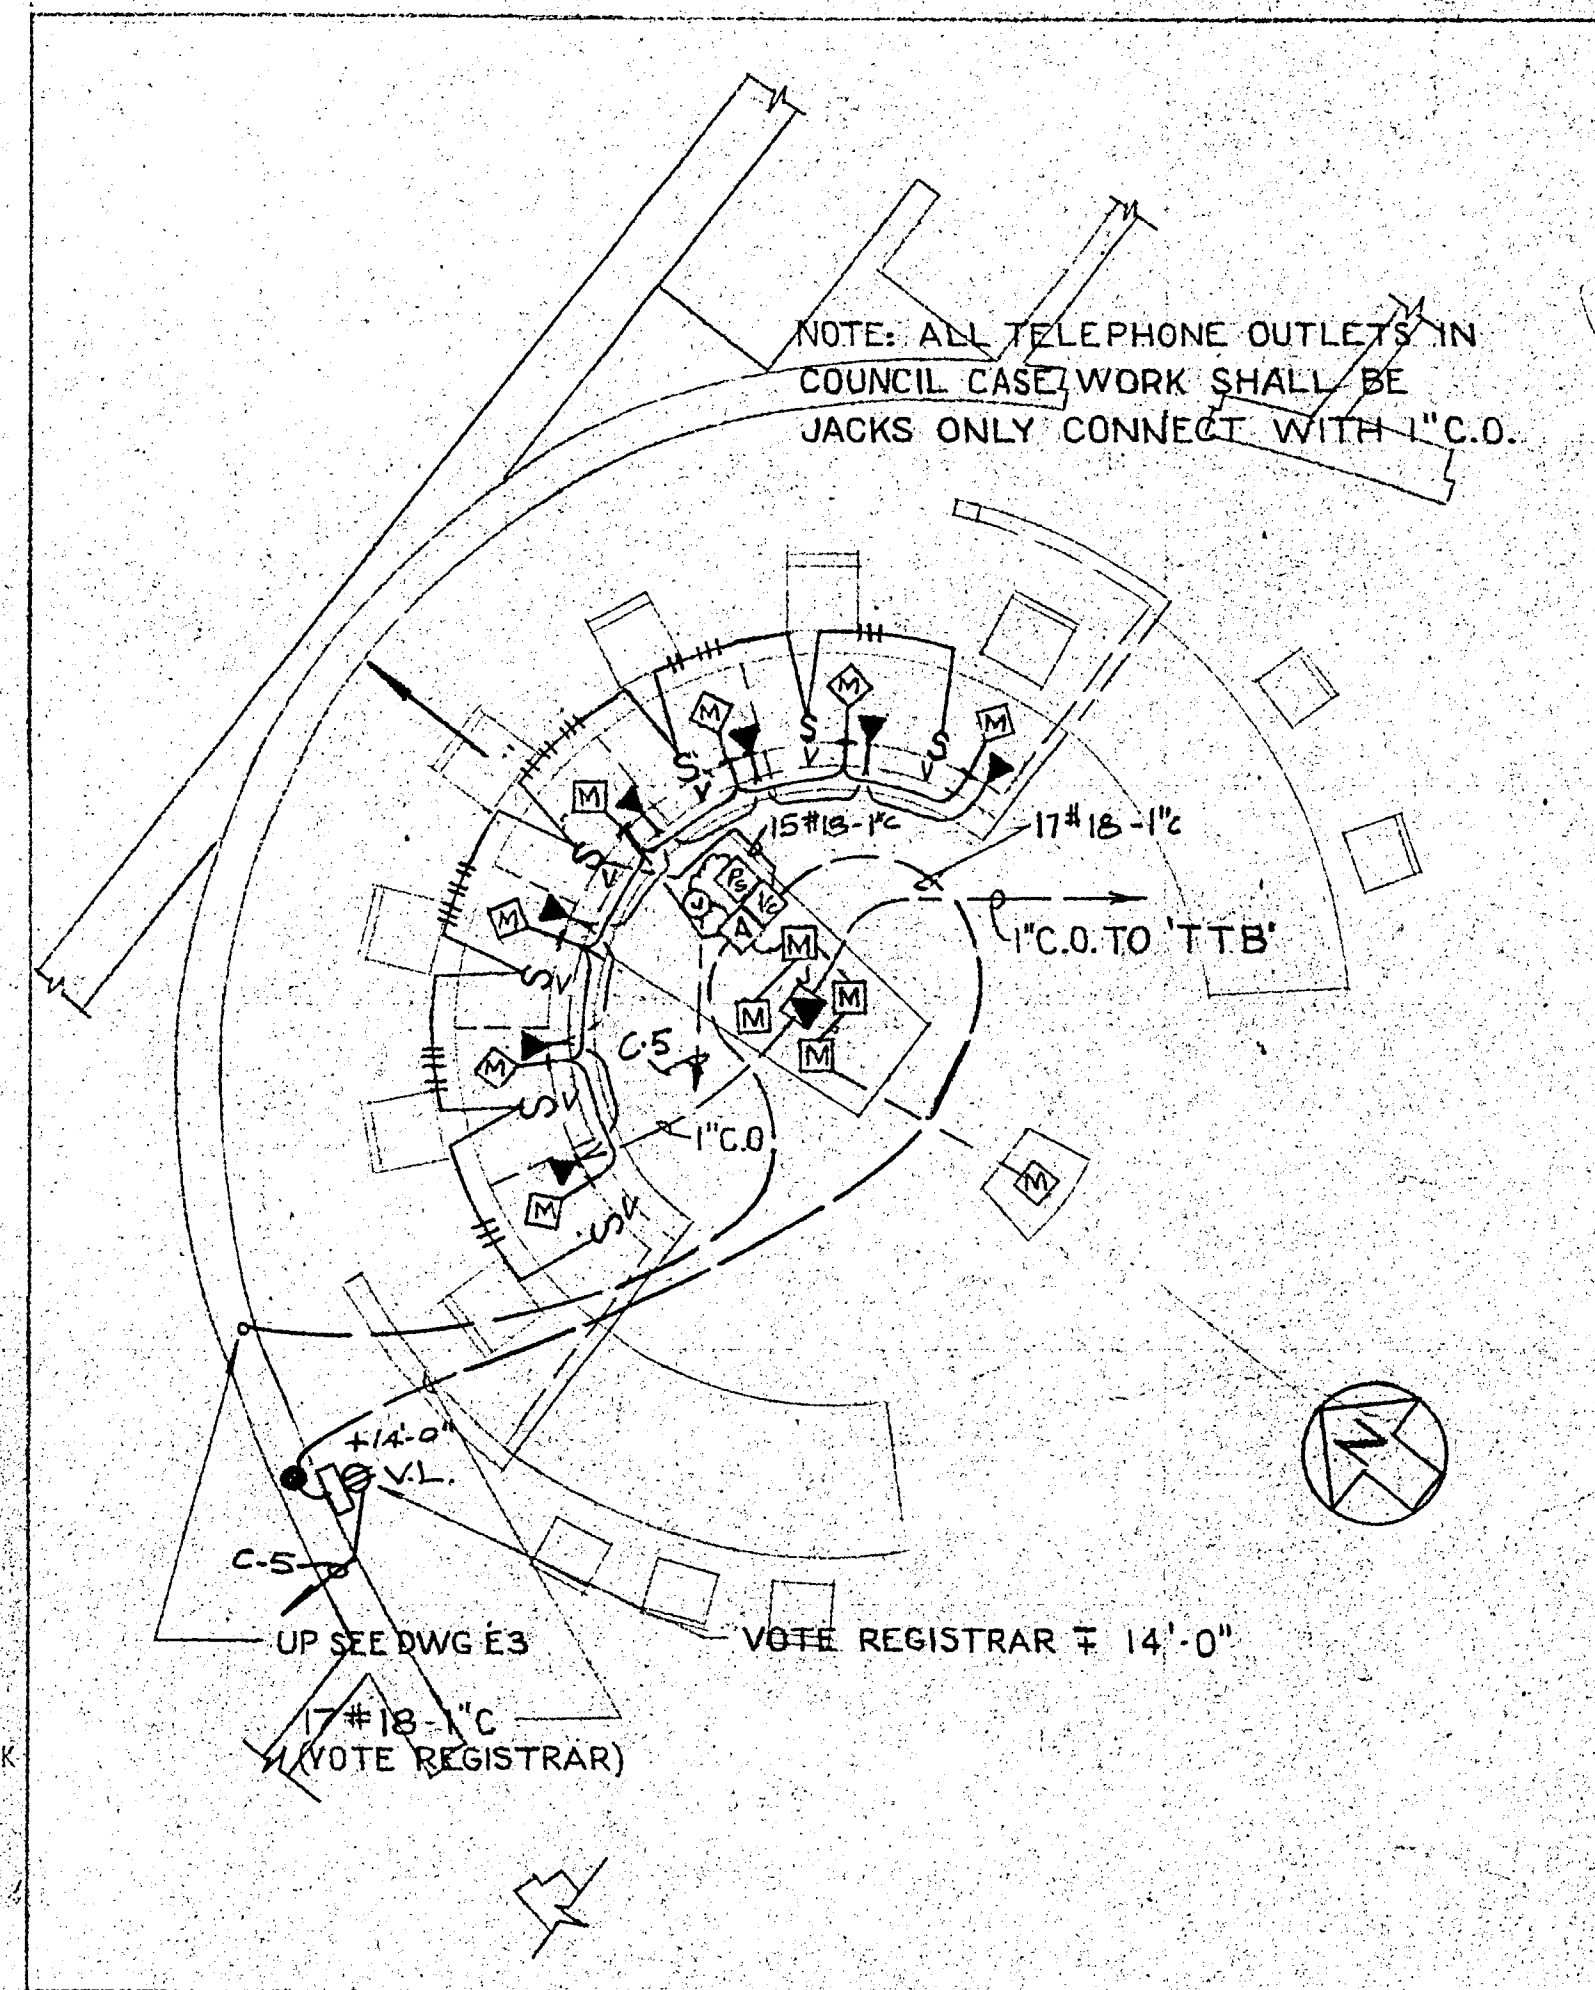 NOTE: ALL TELEPHONE OUTLETS IN
COUNCIL CASE WORK SHALL BE
JACKS ONLY CONNECT WITH 1"C.O.
M
M
M
S
V
S
V
S
V
M
15#18-1"C
17#18-1"C
S
V
PS
VC
J
A
M
1"C.O. TO 'TTB'
M
S
V
J
M
M
M
C-5
M
S
V
1"C.O.
M
M
S
V
N
+14'-0"
V.L.
C-5
UP SEE DWG E3
VOTE REGISTRAR ∓ 14'-0"
17#18-1"C
(VOTE REGISTRAR)
K